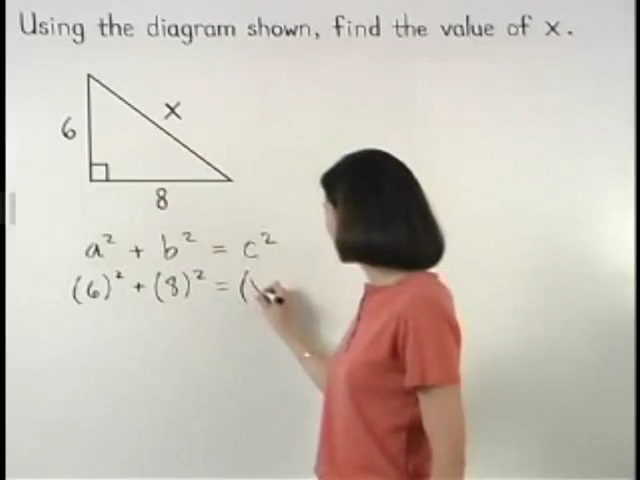 Using the diagram shown, find the value of x.
x
6
8
a² + b² = c²
(6)² + (8)² = (